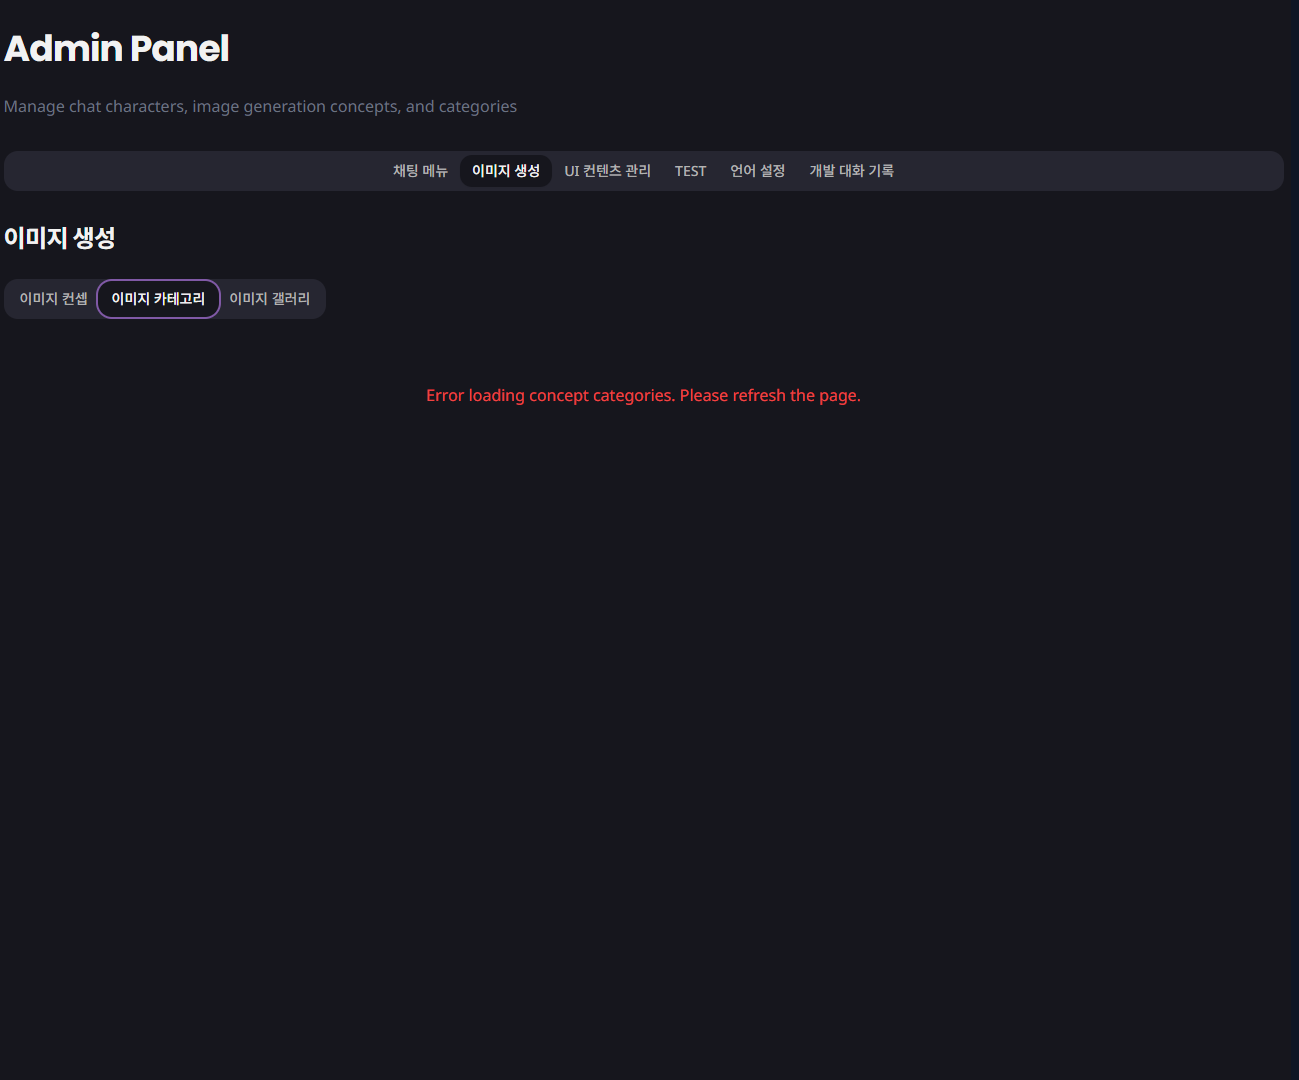 Admin Panel
Manage chat characters, image generation concepts, and categories
채팅 메뉴 이미지 생성 UI 컨텐츠 관리 TEST 언어 설정 개발 대화 기록
이미지 생성
이미지 컨셉 이미지 카테고리 이미지 갤러리
Error loading concept categories. Please refresh the page.